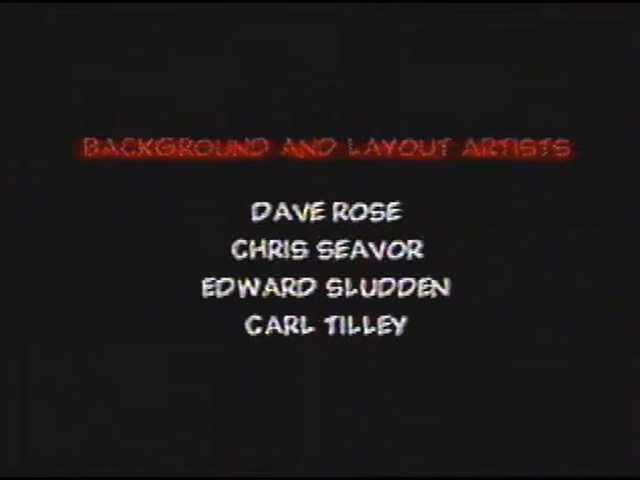 BACKGROUND AND LAYOUT ARTISTS
DAVE ROSE
CHRIS SEAVOR
EDWARD SLUDDEN
CARL TILLEY